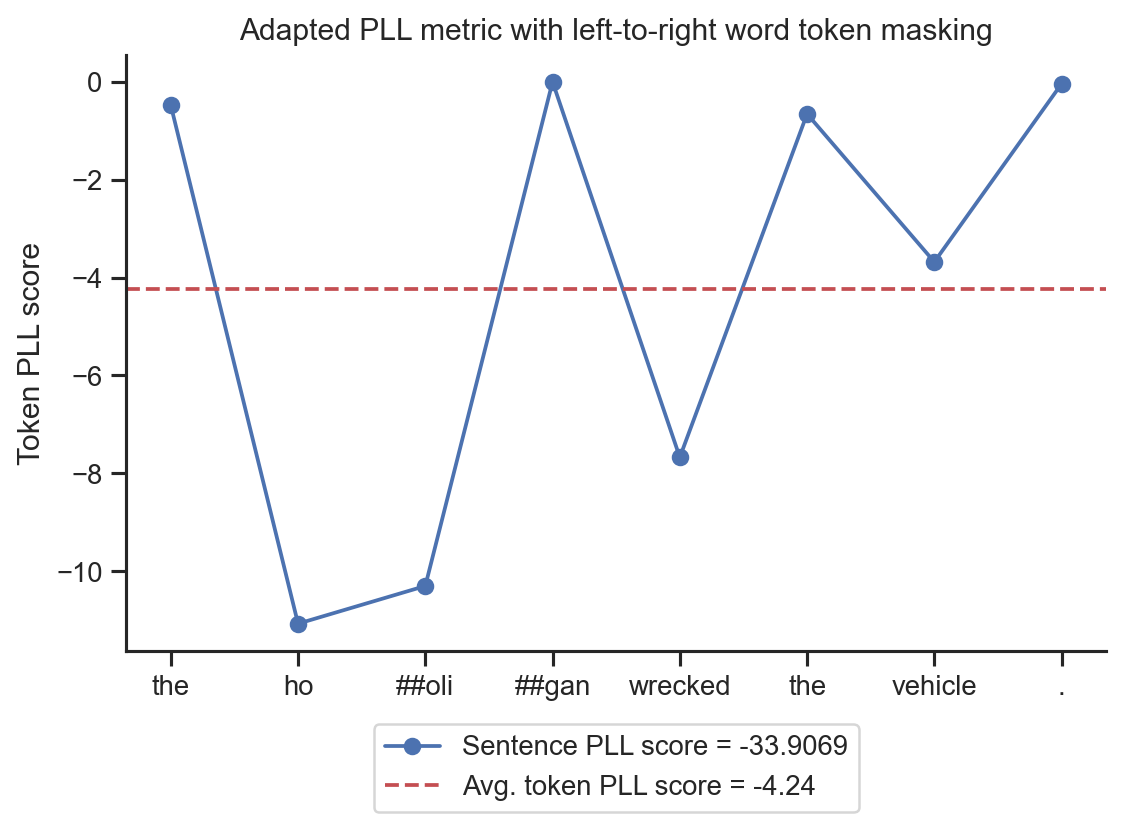 Adapted PLL metric with left-to-right word token masking
Token PLL score
0
−2
−4
−6
−8
−10
the ho ##oli ##gan wrecked the vehicle .
Sentence PLL score = -33.9069
Avg. token PLL score = -4.24